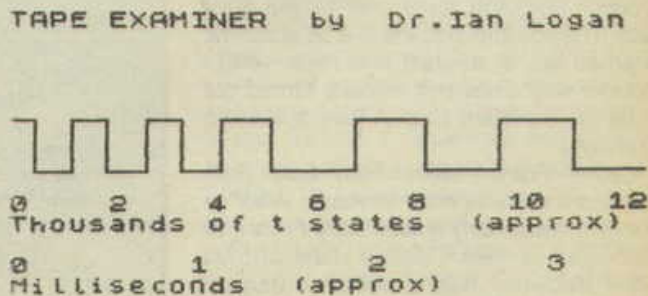 TAPE EXAMINER by Dr.Ian Logan
0 2 4 6 8 10 12
Thousands of t states (approx)
0 1 2 3
Milliseconds (approx)